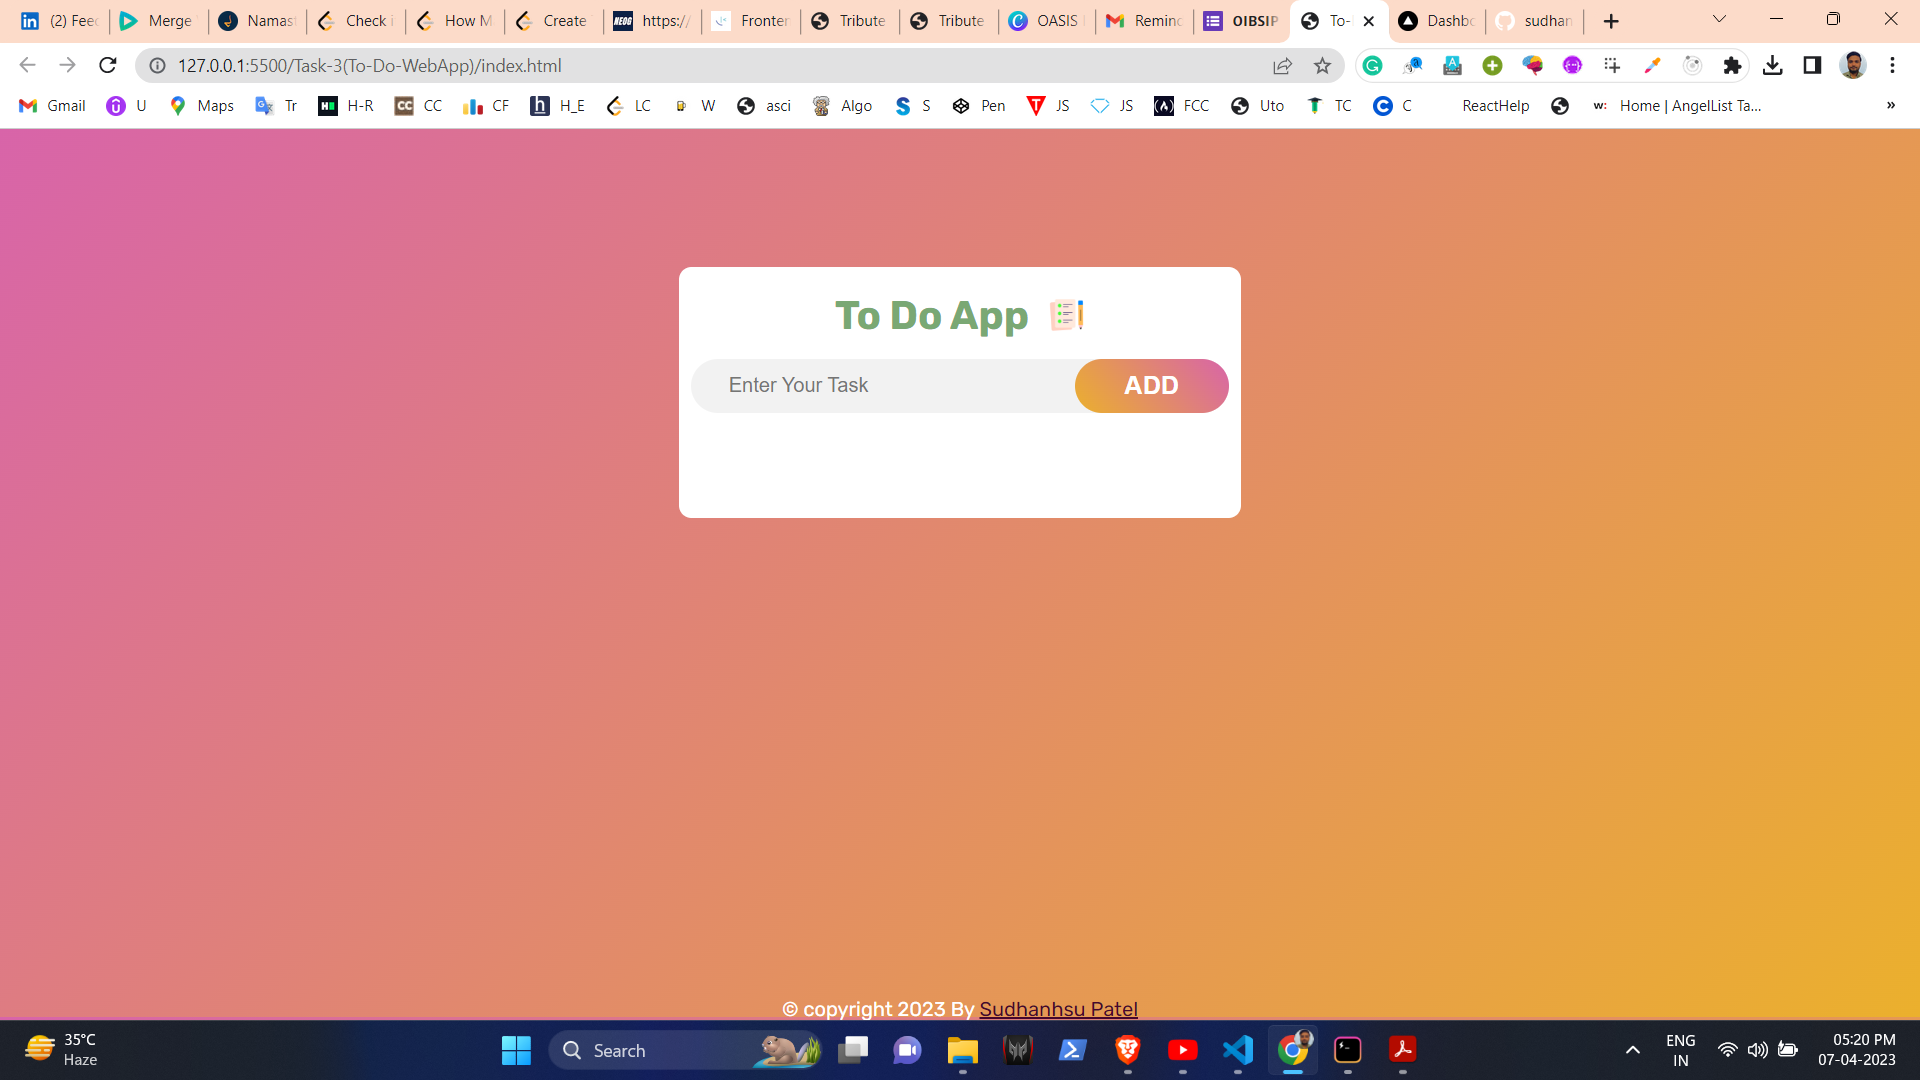 (2) Feec
Merge
Namas
Check i
How M
Create
https://
Fronter
Tribute
Tribute
OASIS
Remind
OIBSIP
To-
Dashbo
sudhan
127.0.0.1:5500/Task-3(To-Do-WebApp)/index.html
Gmail U Maps Tr H-R CC CF H_E LC W asci Algo S Pen JS JS FCC Uto TC C ReactHelp Home | AngelList Ta... »
To Do App
Enter Your Task ADD
© copyright 2023 By Sudhanhsu Patel
35°C
Haze
Search
ENG
IN
05:20 PM
07-04-2023